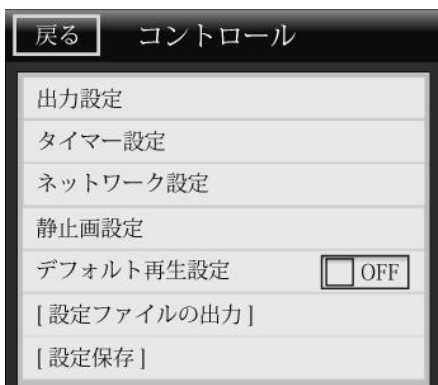 戻る コントロール
出力設定
タイマー設定
ネットワーク設定
静止画設定
デフォルト再生設定 OFF
[ 設定ファイルの出力 ]
[ 設定保存 ]